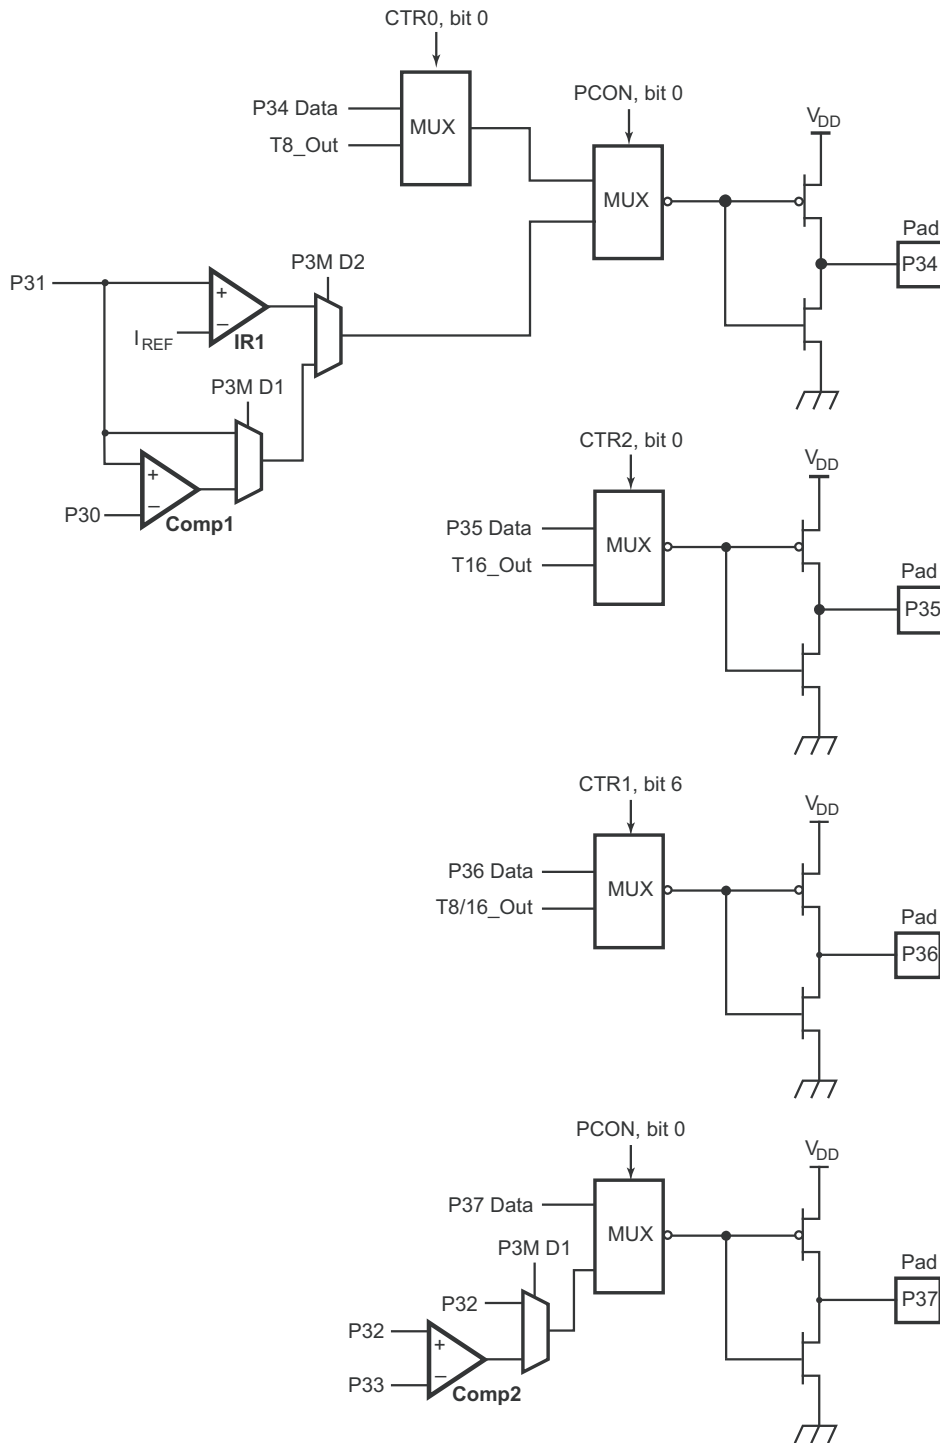 CTR0, bit 0
P34 Data
T8_Out
MUX
PCON, bit 0
MUX
VDD
Pad
P34
P31
+
−
IREF
IR1
P3M D2
P3M D1
+
−
P30
Comp1
CTR2, bit 0
P35 Data
T16_Out
MUX
VDD
Pad
P35
CTR1, bit 6
P36 Data
T8/16_Out
MUX
VDD
Pad
P36
PCON, bit 0
P37 Data
MUX
P3M D1
P32
P32
+
−
P33
Comp2
VDD
Pad
P37